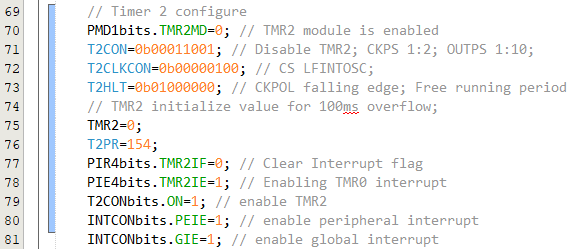 69 // Timer 2 configure
70 PMD1bits.TMR2MD=0; // TMR2 module is enabled
71 T2CON=0b00011001; // Disable TMR2; CKPS 1:2; OUTPS 1:10;
72 T2CLKCON=0b00000100; // CS LFINTOSC;
73 T2HLT=0b01000000; // CKPOL falling edge; Free running period
74 // TMR2 initialize value for 100ms overflow;
75 TMR2=0;
76 T2PR=154;
77 PIR4bits.TMR2IF=0; // Clear Interrupt flag
78 PIE4bits.TMR2IE=1; // Enabling TMR0 interrupt
79 T2CONbits.ON=1; // enable TMR2
80 INTCONbits.PEIE=1; // enable peripheral interrupt
81 INTCONbits.GIE=1; // enable global interrupt